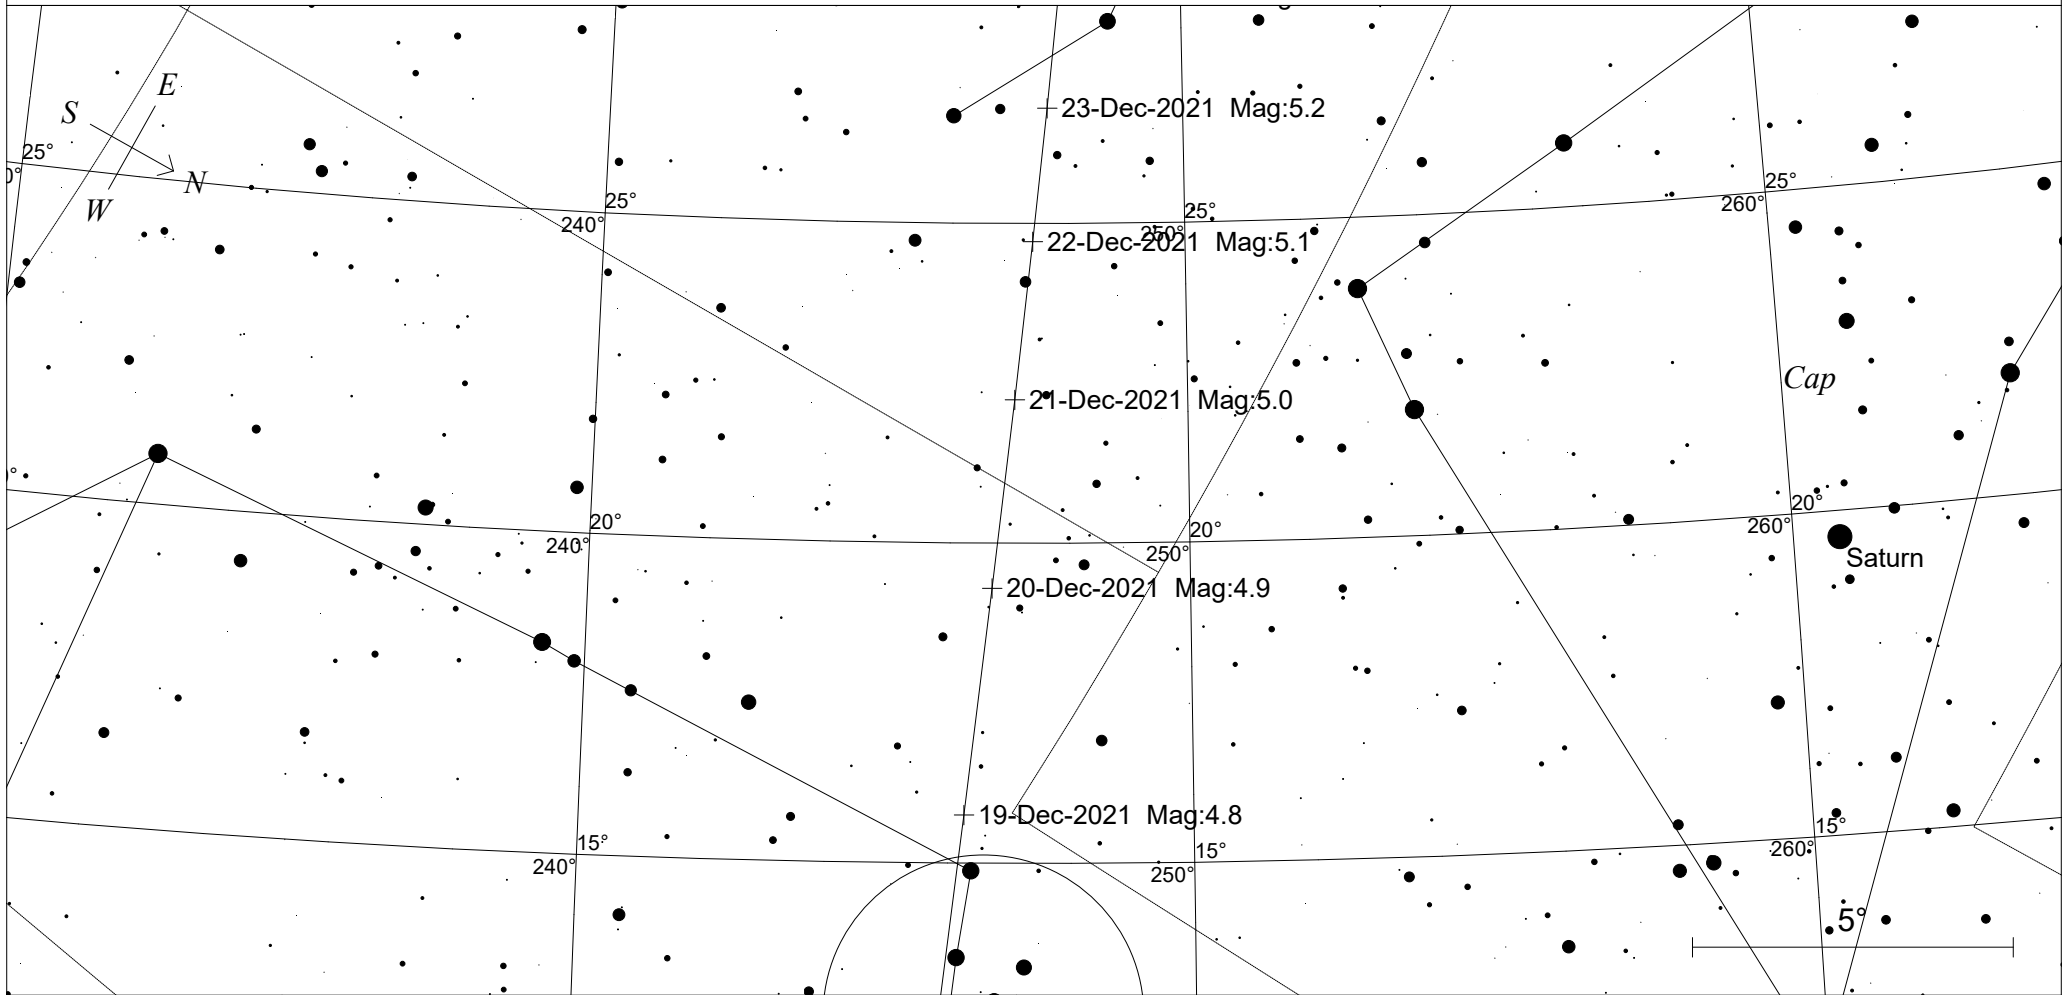 E
S
N
W
23-Dec-2021 Mag:5.2
25°
0°
25°
240°
25°
250°
25°
260°
22-Dec-2021 Mag:5.1
21-Dec-2021 Mag:5.0
Cap
20°
240°
20°
250°
20°
260°
Saturn
20-Dec-2021 Mag:4.9
19-Dec-2021 Mag:4.8
15°
240°
15°
250°
15°
260°
5°